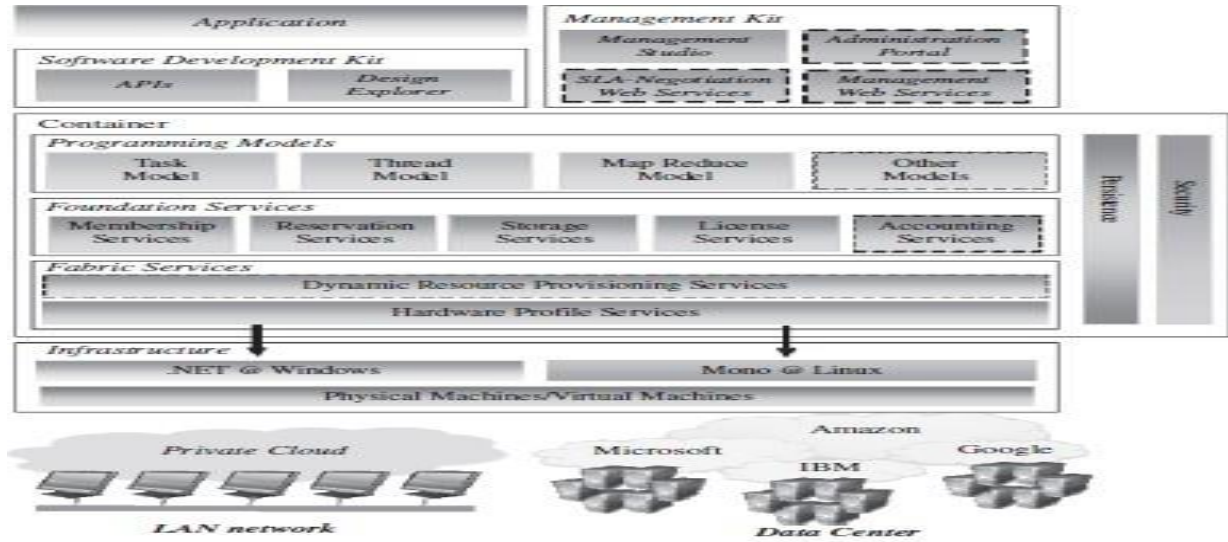 Application
Management Kit
Management
Studio
Administration
Portal
Software Development Kit
APIs
Design
Explorer
SLA-Negotiation
Web Services
Management
Web Services
Container
Programming Models
Task
Model
Thread
Model
Map Reduce
Model
Other
Models
Foundation Services
Membership
Services
Reservation
Services
Storage
Services
License
Services
Accounting
Services
Fabric Services
Dynamic Resource Provisioning Services
Hardware Profile Services
Persistence
Security
Infrastructure
.NET @ Windows
Mono @ Linux
Physical Machines/Virtual Machines
Private Cloud
LAN network
Amazon
Microsoft
Google
IBM
Data Center